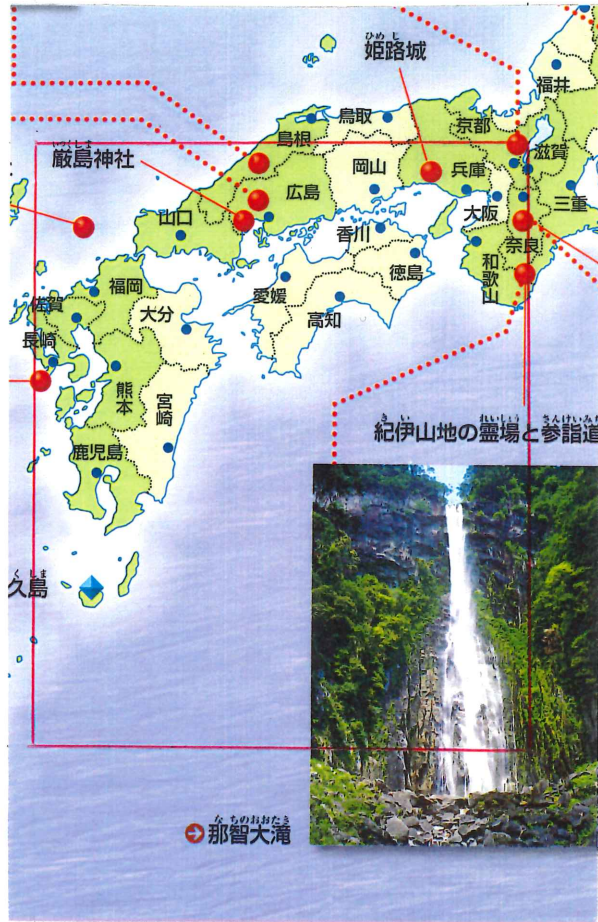 ひめじ
姫路城
福井
鳥取
京都
島根
滋賀
いつくしま
厳島神社
岡山
兵庫
広島
三重
大阪
山口
香川
奈良
和歌山
徳島
福岡
愛媛
佐賀
大分
高知
長崎
熊本
宮崎
きい れいじょう さんけいみ
紀伊山地の霊場と参詣道
鹿児島
くしま
久島
なちのおおたき
那智大滝